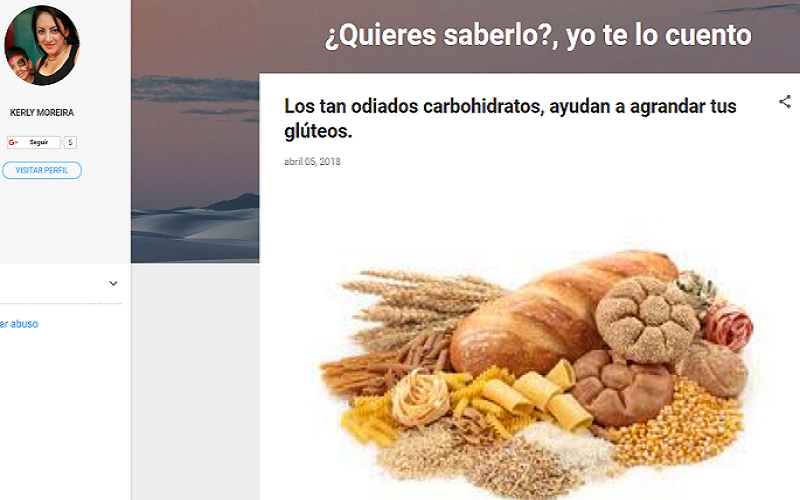 ¿Quieres saberlo?, yo te lo cuento
KERLY MOREIRA
G+ Seguir 5
VISITAR PERFIL
ar abuso
Los tan odiados carbohidratos, ayudan a agrandar tus
glúteos.
abril 05, 2018